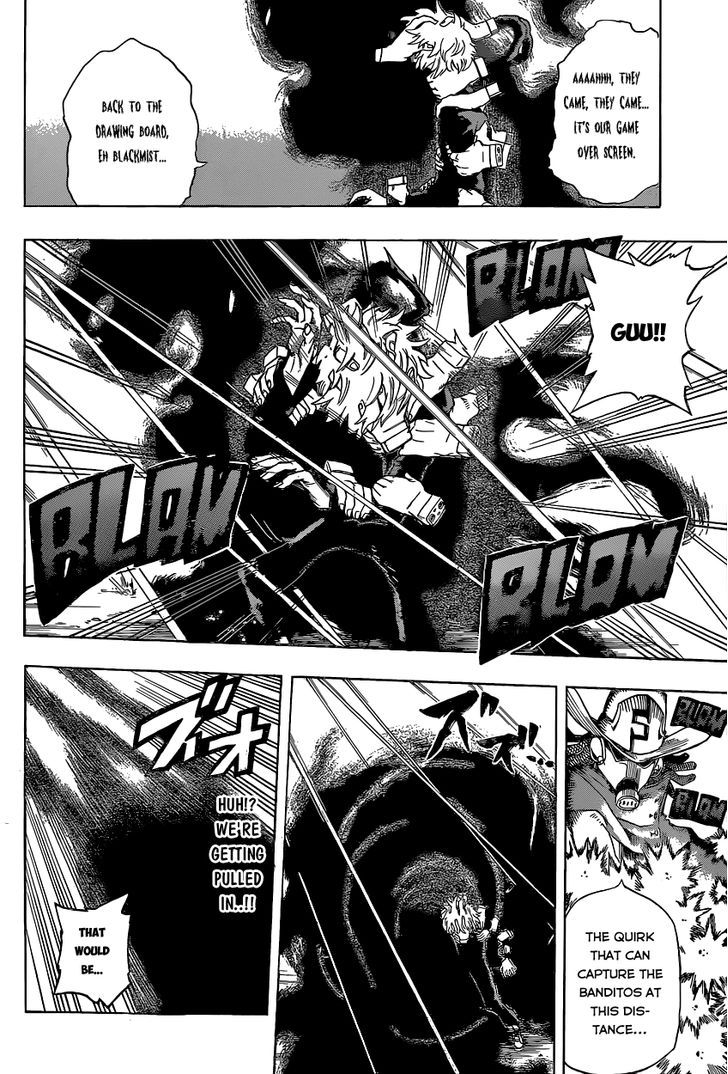 AAAAHHH, THEY
CAME, THEY CAME...
IT'S OUR GAME
OVER SCREEN.
BACK TO THE
DRAWING BOARD,
EH BLACKMIST...
GUU!!
BLAM
BLAM
BLAM
F
BLAM
BLAM
THE QUIRK
THAT CAN
CAPTURE THE
BANDITOS AT
THIS DIS-
TANCE...
ズズ
ズォ
HUH!?
WE'RE
GETTING
PULLED
IN..!!
THAT
WOULD
BE...